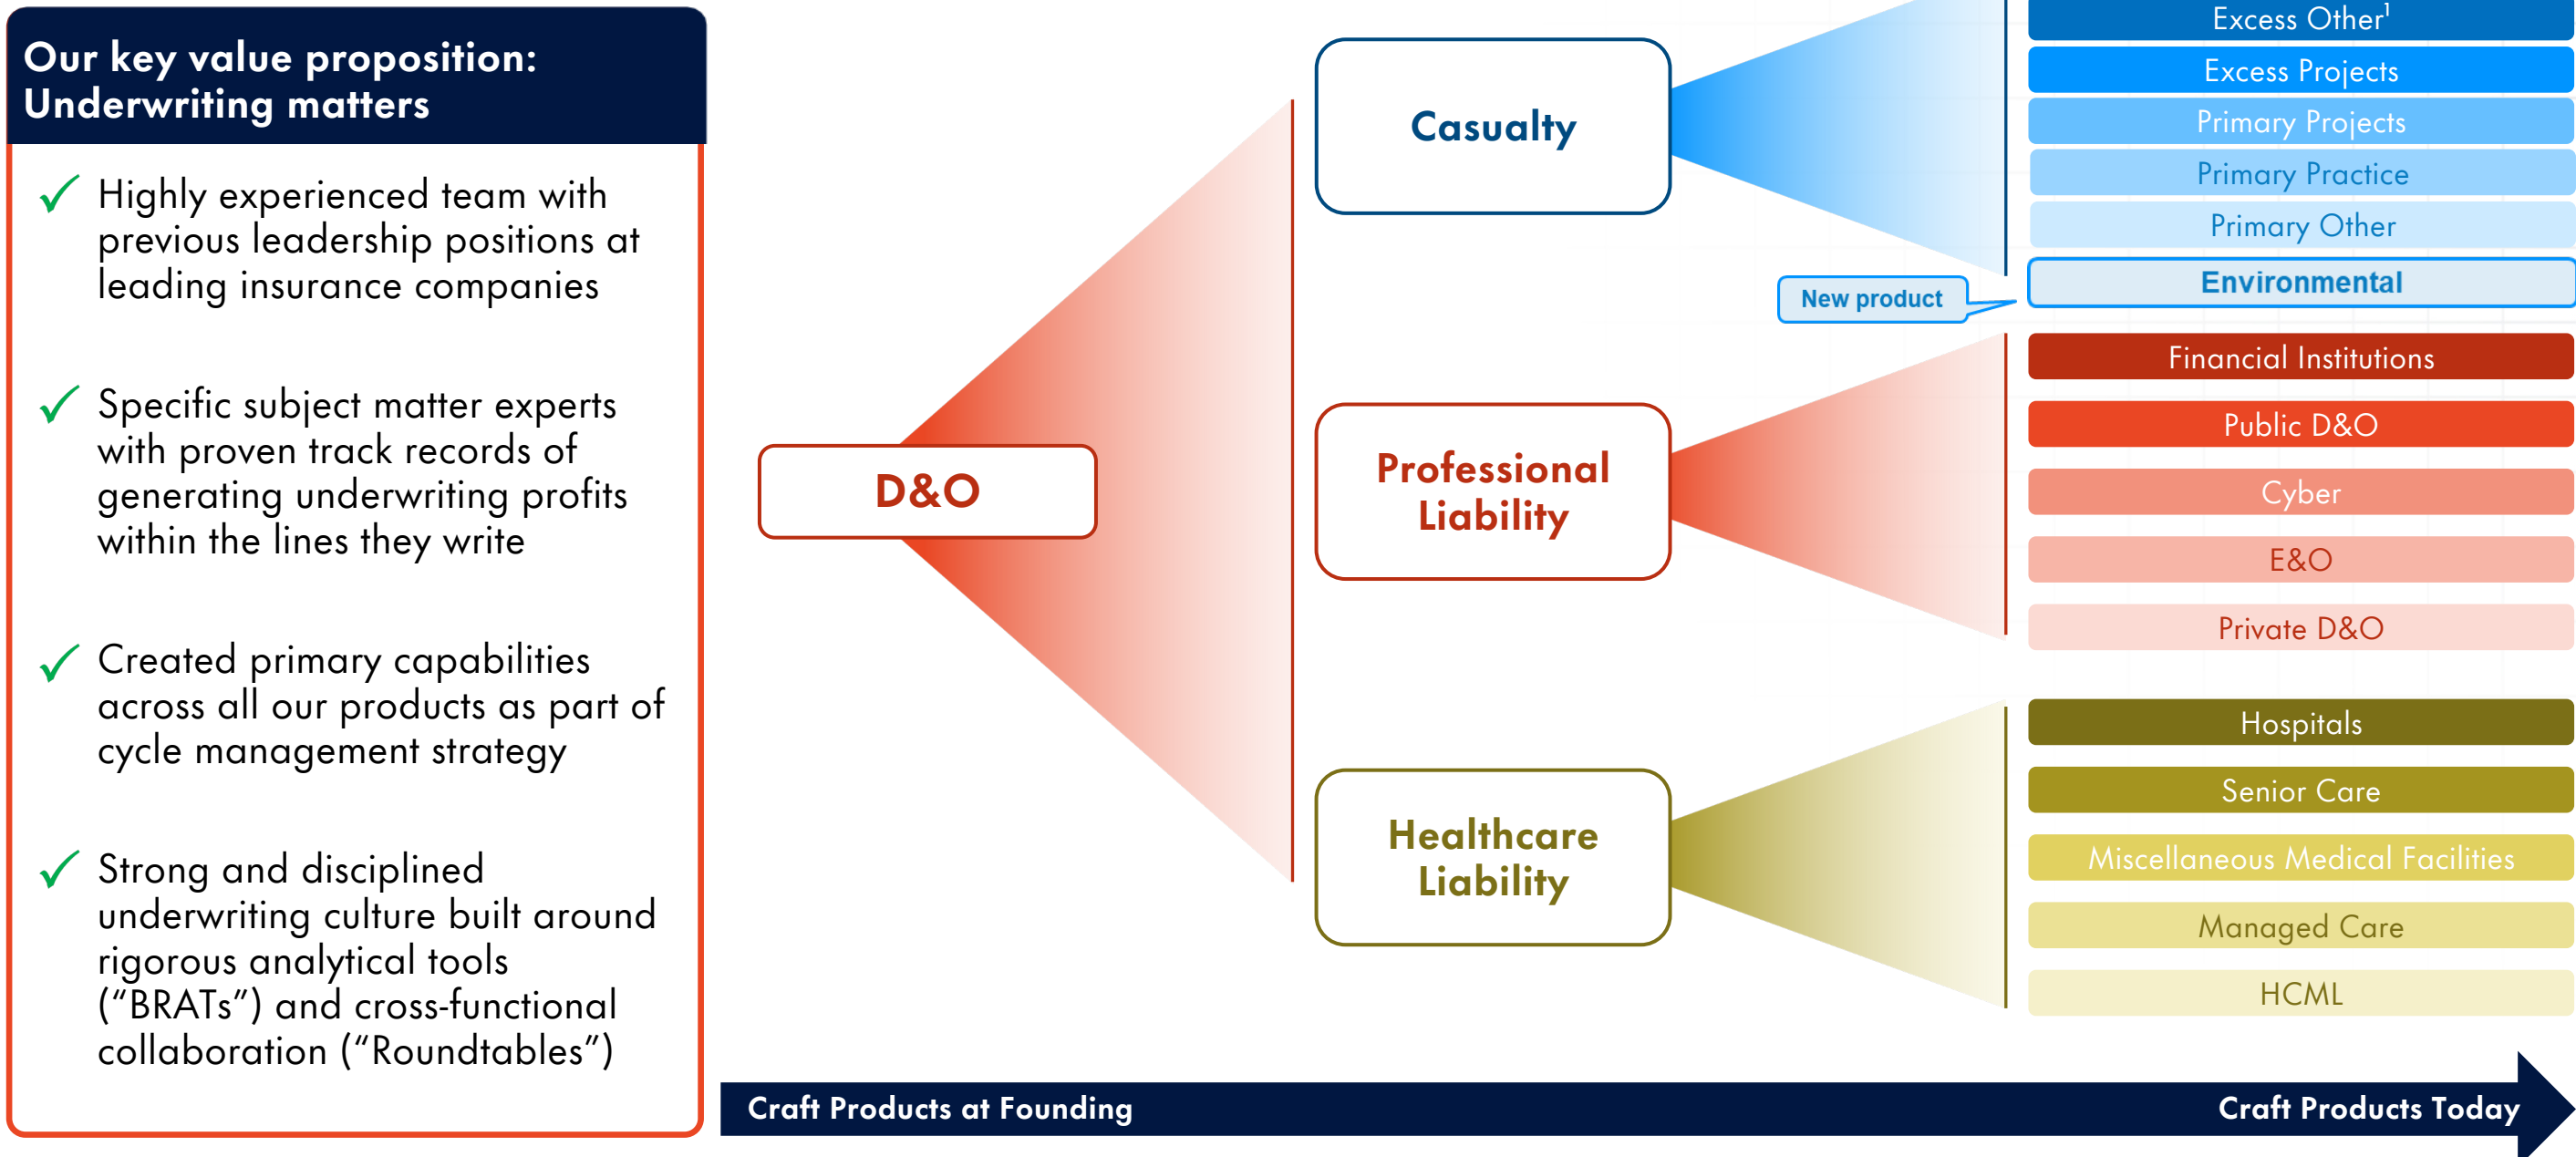 Our key value proposition:
Underwriting matters
✓ Highly experienced team with
previous leadership positions at
leading insurance companies
✓ Specific subject matter experts
with proven track records of
generating underwriting profits
within the lines they write
✓ Created primary capabilities
across all our products as part of
cycle management strategy
✓ Strong and disciplined
underwriting culture built around
rigorous analytical tools
(“BRATs”) and cross-functional
collaboration (“Roundtables”)
D&O
Casualty
Excess Other¹
Excess Projects
Primary Projects
Primary Practice
Primary Other
New product
Environmental
Professional
Liability
Financial Institutions
Public D&O
Cyber
E&O
Private D&O
Healthcare
Liability
Hospitals
Senior Care
Miscellaneous Medical Facilities
Managed Care
HCML
Craft Products at Founding
Craft Products Today